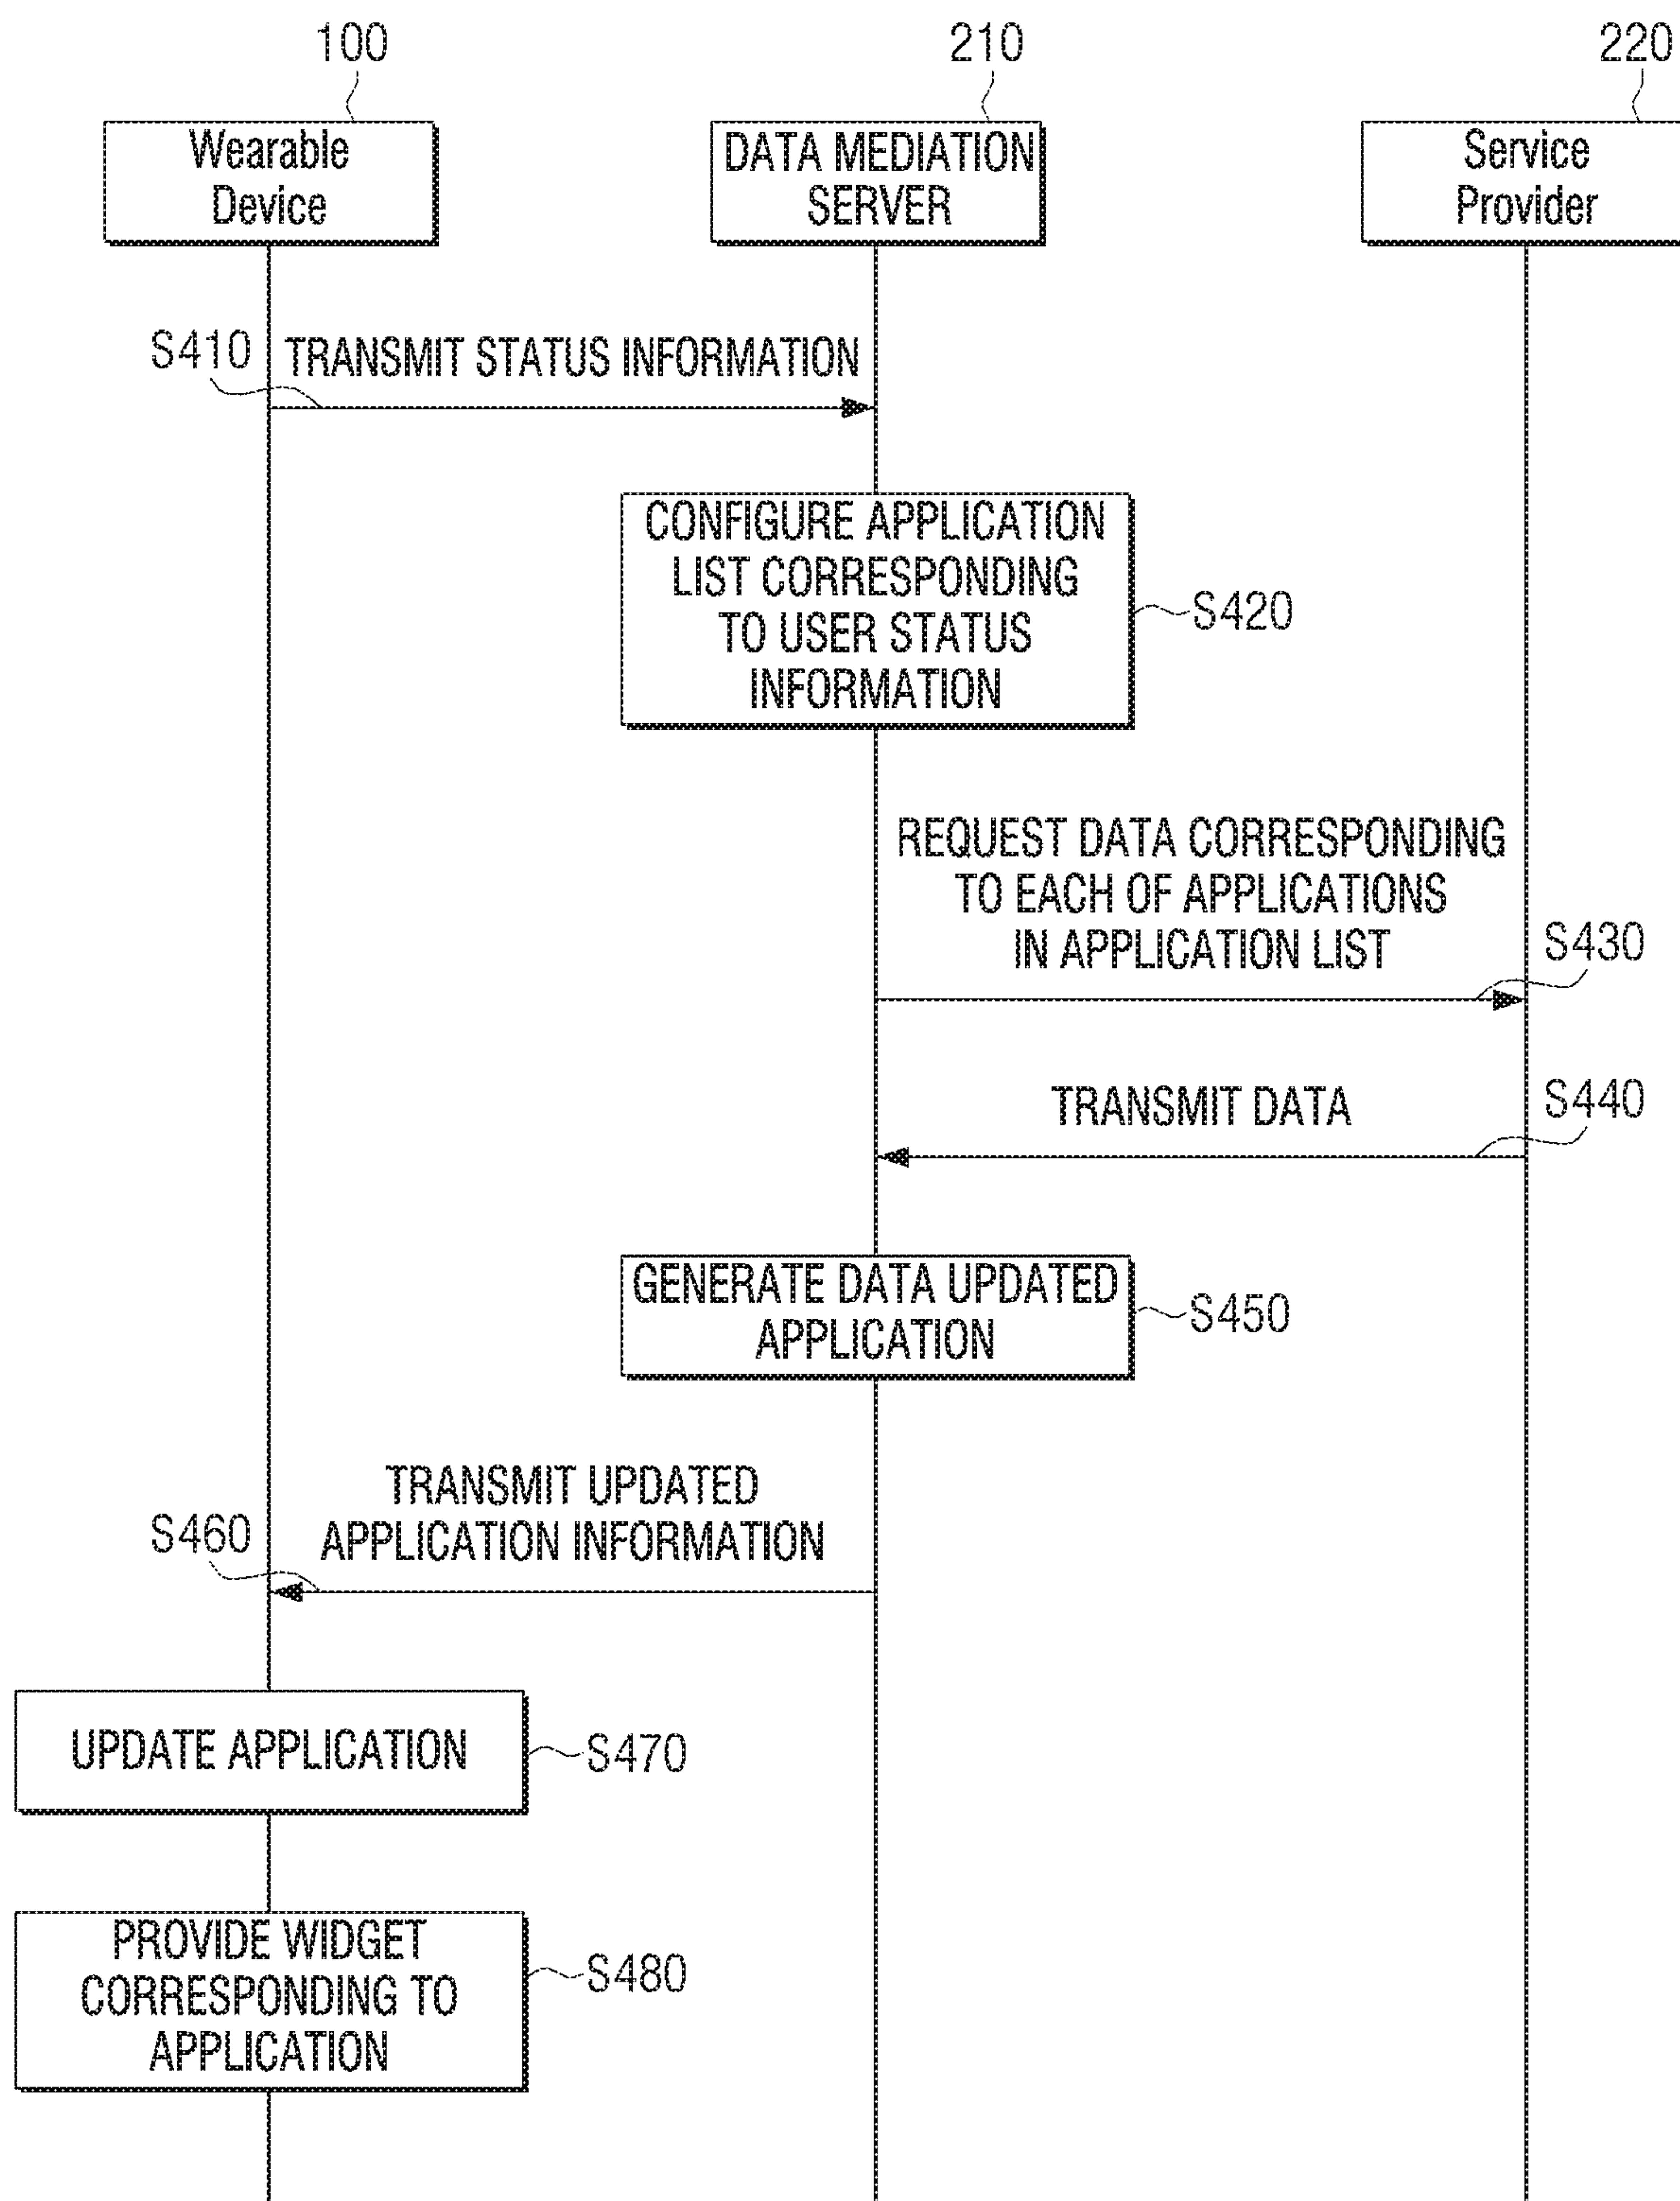 100
210
220
Wearable
Device
DATA MEDIATION
SERVER
Service
Provider
S410
TRANSMIT STATUS INFORMATION
CONFIGURE APPLICATION
LIST CORRESPONDING
TO USER STATUS
INFORMATION
S420
REQUEST DATA CORRESPONDING
TO EACH OF APPLICATIONS
IN APPLICATION LIST
S430
TRANSMIT DATA
S440
GENERATE DATA UPDATED
APPLICATION
S450
TRANSMIT UPDATED
APPLICATION INFORMATION
S460
UPDATE APPLICATION
S470
PROVIDE WIDGET
CORRESPONDING TO
APPLICATION
S480